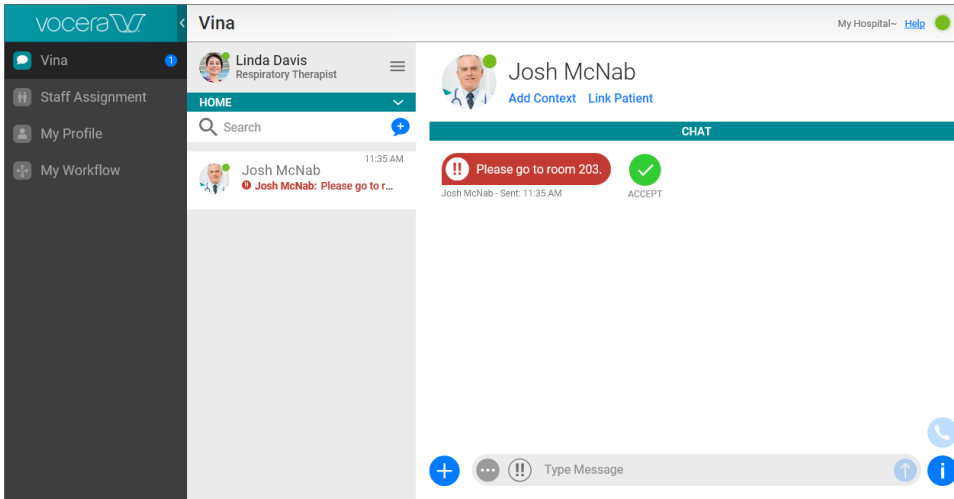 vocera
Vina
My Hospital~ Help
Vina 1
Staff Assignment
My Profile
My Workflow
Linda Davis
Respiratory Therapist
HOME
Search
11:35 AM
Josh McNab
Josh McNab: Please go to r...
Josh McNab
Add Context Link Patient
CHAT
!! Please go to room 203.
Josh McNab - Sent: 11:35 AM
ACCEPT
!! Type Message